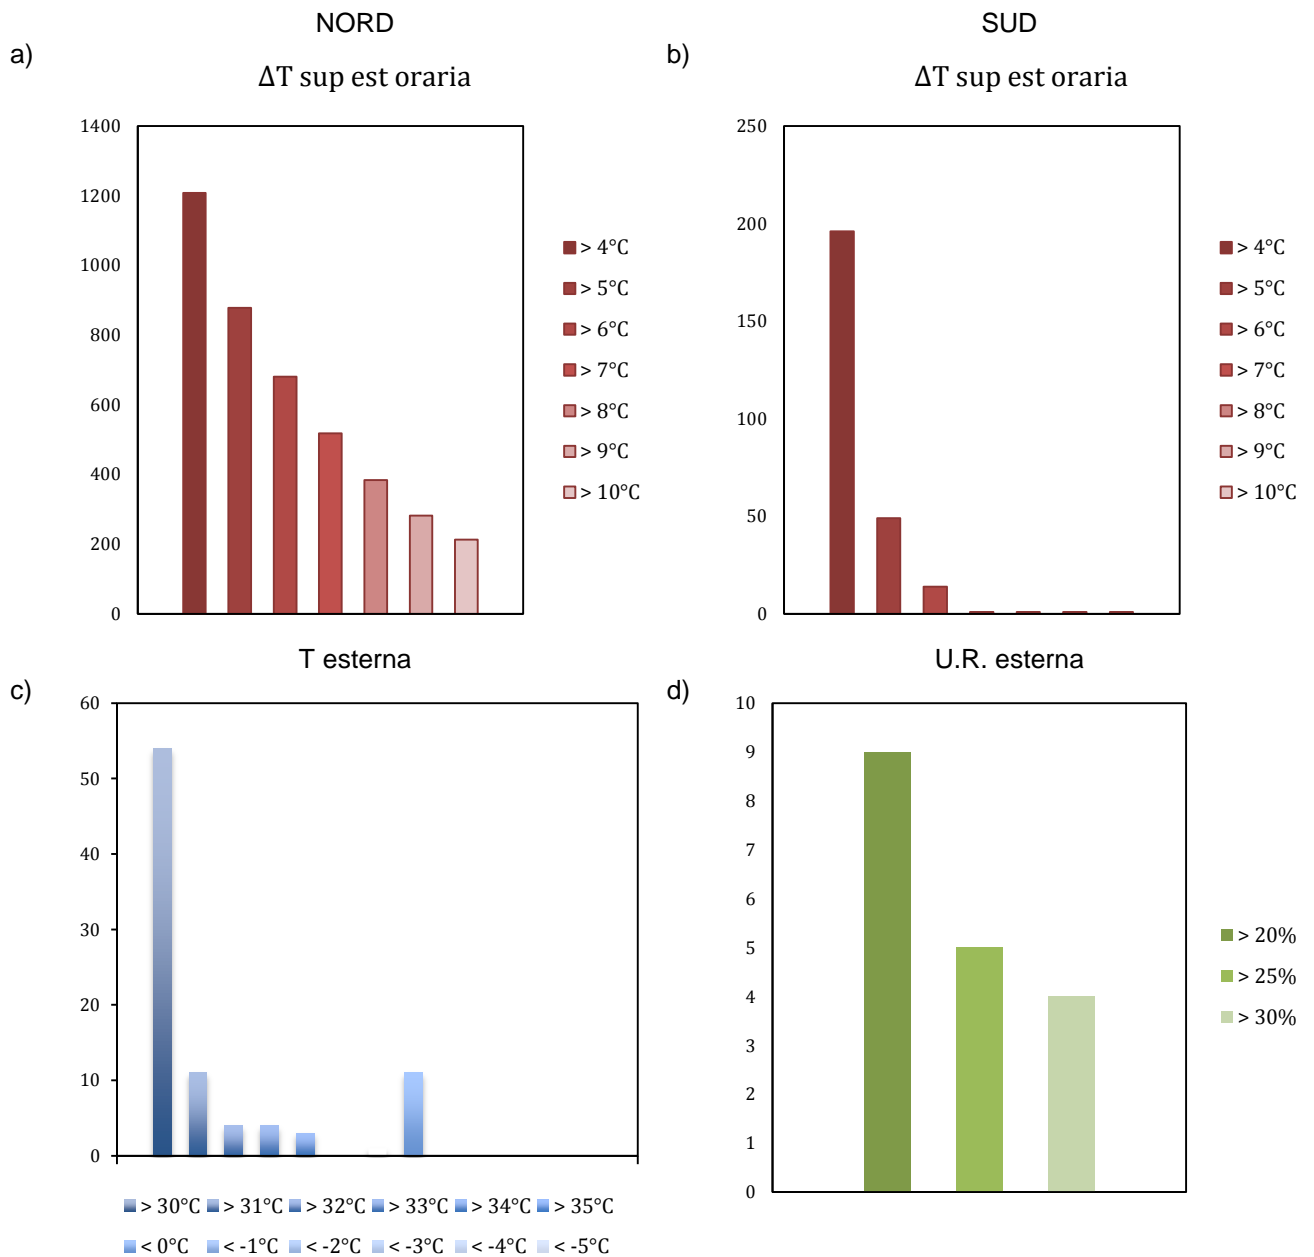 NORD
a)
ΔT sup est oraria
1400
1200
1000
800
600
400
200
0
> 4°C
> 5°C
> 6°C
> 7°C
> 8°C
> 9°C
> 10°C
SUD
b)
ΔT sup est oraria
250
200
150
100
50
0
> 4°C
> 5°C
> 6°C
> 7°C
> 8°C
> 9°C
> 10°C
T esterna
c)
60
50
40
30
20
10
0
> 30°C > 31°C > 32°C > 33°C > 34°C > 35°C
< 0°C < -1°C < -2°C < -3°C < -4°C < -5°C
U.R. esterna
d)
10
9
8
7
6
5
4
3
2
1
0
> 20%
> 25%
> 30%